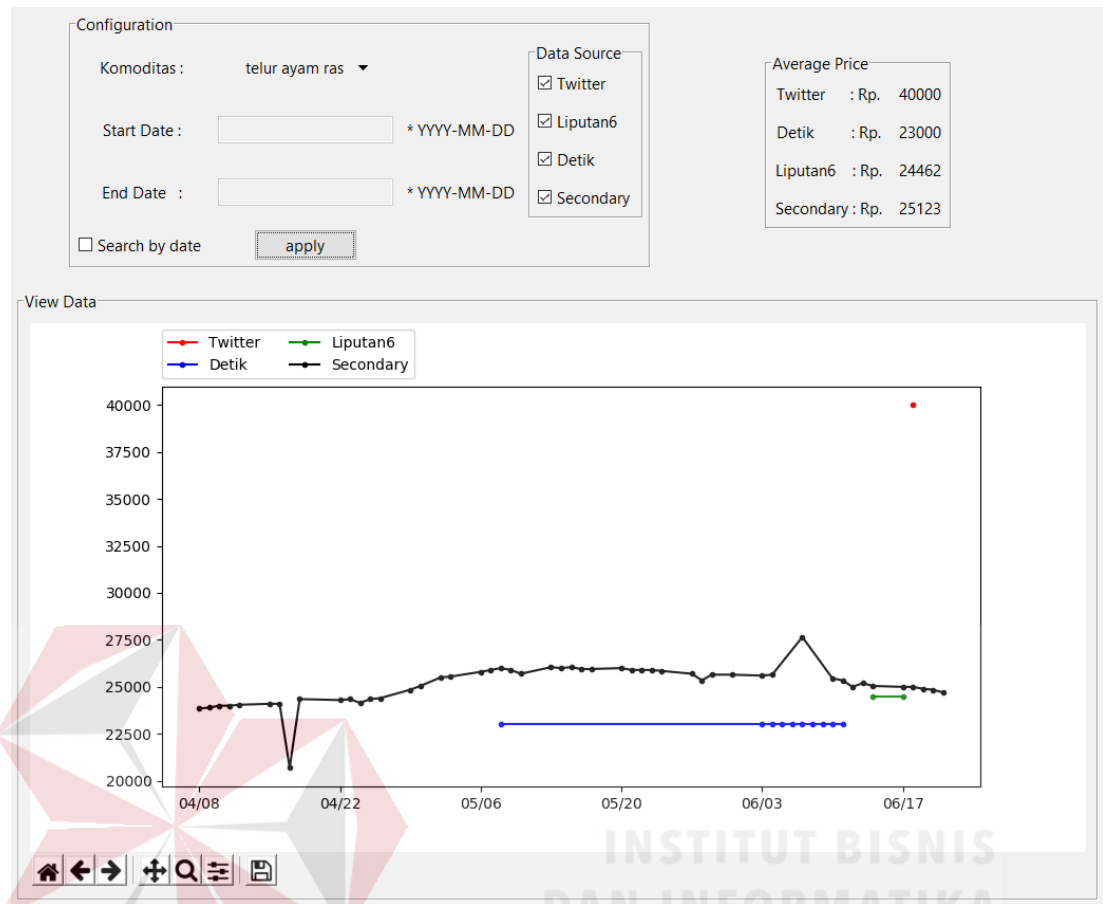 Configuration
Komoditas : telur ayam ras
Start Date : * YYYY-MM-DD
End Date : * YYYY-MM-DD
Search by date apply
Data Source
Twitter
Liputan6
Detik
Secondary
Average Price
Twitter : Rp. 40000
Detik : Rp. 23000
Liputan6 : Rp. 24462
Secondary : Rp. 25123
View Data
Twitter Liputan6
Detik Secondary
40000
37500
35000
32500
30000
27500
25000
22500
20000
04/08 04/22 05/06 05/20 06/03 06/17
INSTITUT BISNIS
DAN INFORMATIKA